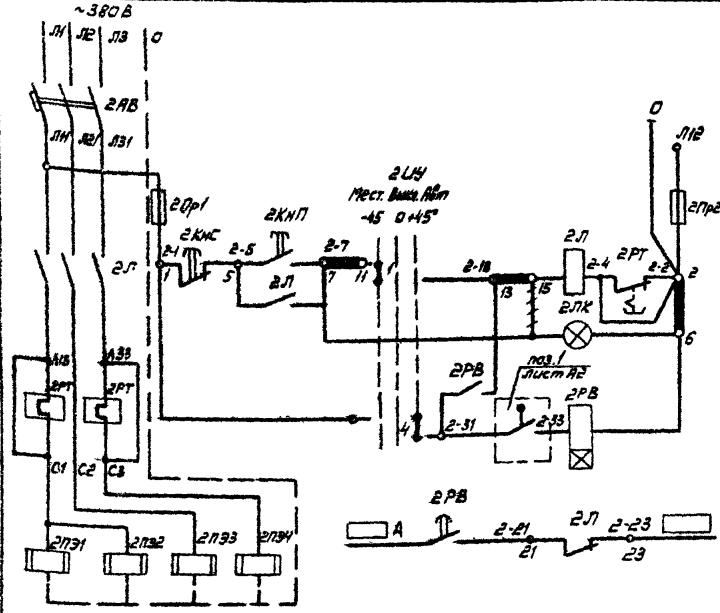 ~380 В
Л1 Л2 Л3 0
2АВ
Л11 Л21 Л31
2Пр1
2КнС
2КнП
2-1
1
2-5
5
2Л
2-7
7
11
2УУ
Мест. Выкл. Авт
-45 0 +45°
1
2-18
13
15
2Л
2-4
2РТ
2-2
2
0
Л12
2Пр2
2ЛК
6
2Л
2РВ
поз.1
лист А2
2РВ
4
2-31
2-33
А13
А33
2РТ
2РТ
С1
С2
С3
2ПЭ1
2ПЭ2
2ПЭ3
2ПЭ4
А
2РВ
2-21
21
2Л
2-23
23